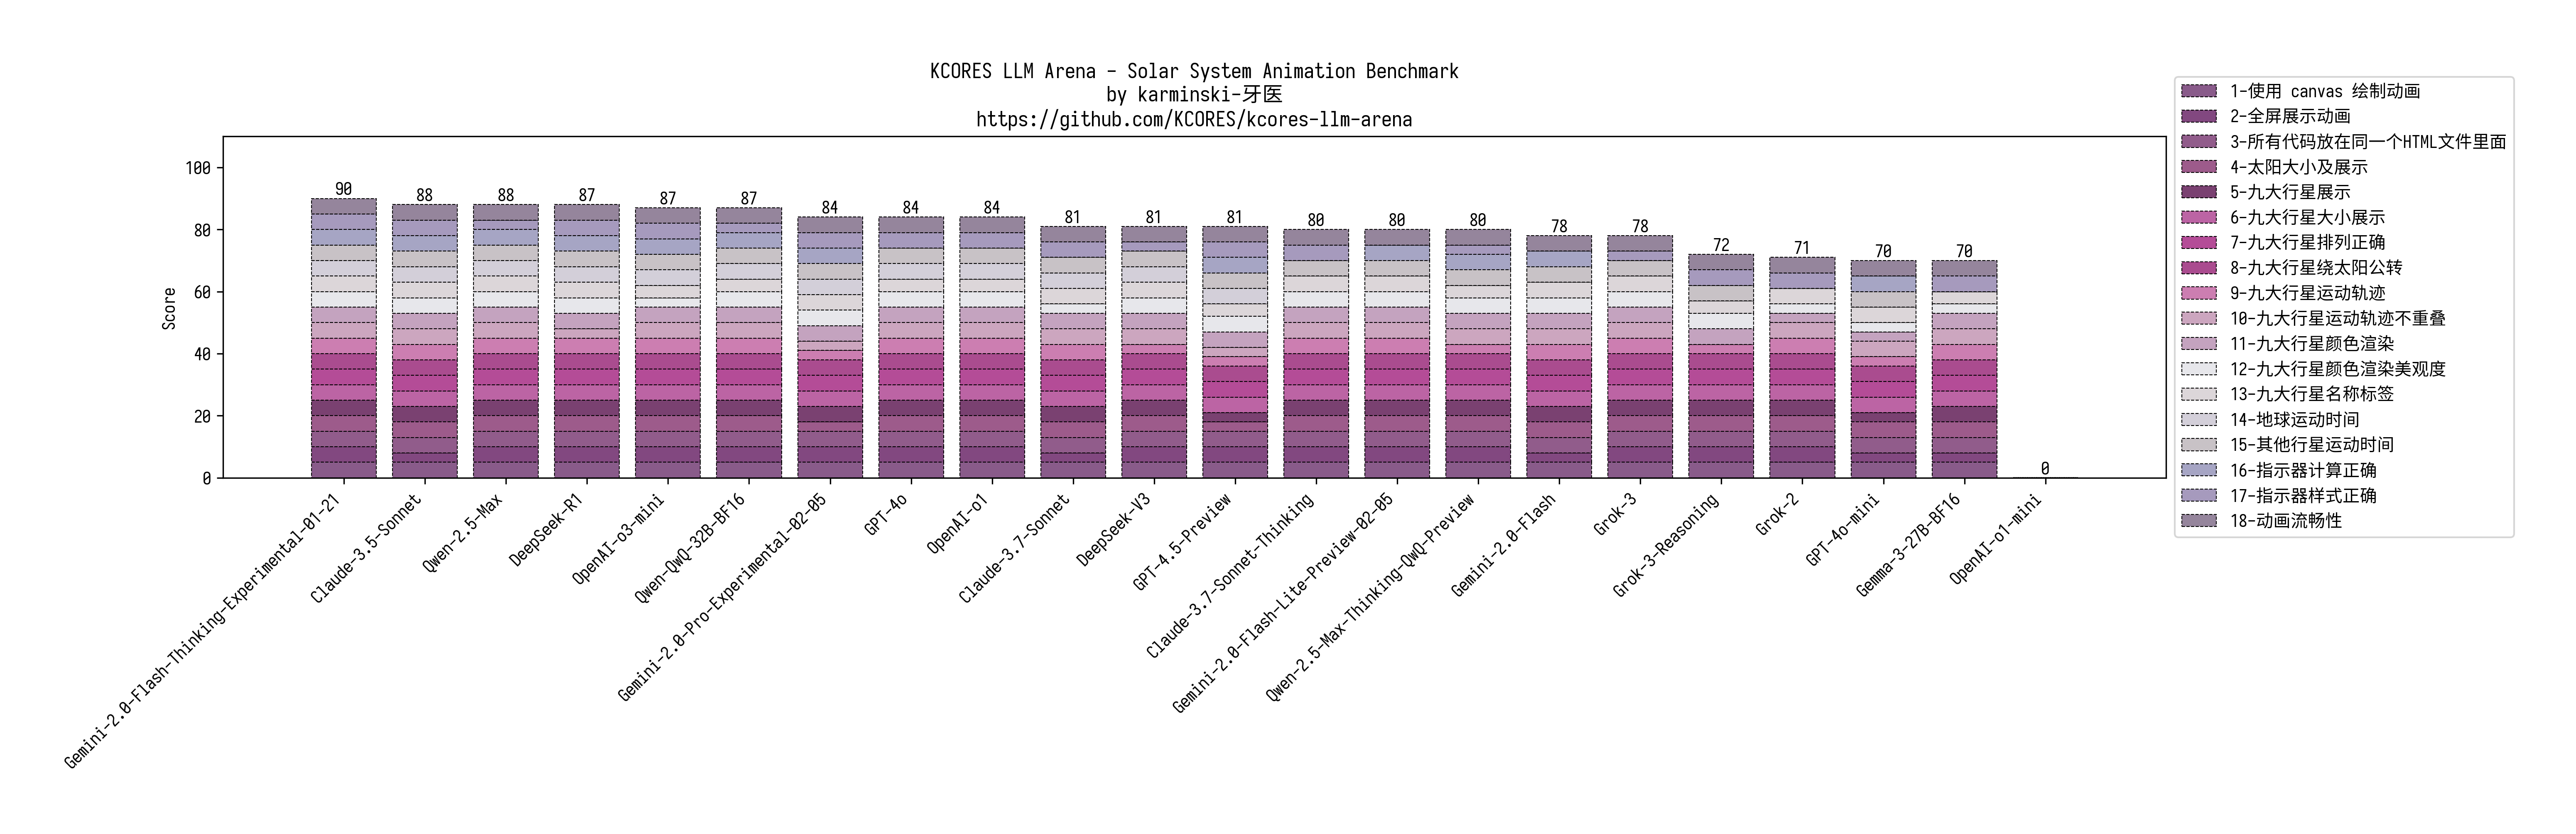 KCORES LLM Arena - Solar System Animation Benchmark
by karminski-牙医
https://github.com/KCORES/kcores-llm-arena
Score
100
80
60
40
20
0
90
88
88
87
87
87
84
84
84
81
81
81
80
80
80
78
78
72
71
70
70
0
Gemini-2.0-Flash-Thinking-Experimental-01-21
Claude-3.5-Sonnet
Qwen-2.5-Max
DeepSeek-R1
OpenAI-o3-mini
Qwen-QwQ-32B-BF16
Gemini-2.0-Pro-Experimental-02-05
GPT-4o
OpenAI-o1
Claude-3.7-Sonnet
DeepSeek-V3
GPT-4.5-Preview
Claude-3.7-Sonnet-Thinking
Gemini-2.0-Flash-Lite-Preview-02-05
Qwen-2.5-Max-Thinking-QwQ-Preview
Gemini-2.0-Flash
Grok-3
Grok-3-Reasoning
Grok-2
GPT-4o-mini
Gemma-3-27B-BF16
OpenAI-o1-mini
1-使用 canvas 绘制动画
2-全屏展示动画
3-所有代码放在同一个HTML文件里面
4-太阳大小及展示
5-九大行星展示
6-九大行星大小展示
7-九大行星排列正确
8-九大行星绕太阳公转
9-九大行星运动轨迹
10-九大行星运动轨迹不重叠
11-九大行星颜色渲染
12-九大行星颜色渲染美观度
13-九大行星名称标签
14-地球运动时间
15-其他行星运动时间
16-指示器计算正确
17-指示器样式正确
18-动画流畅性